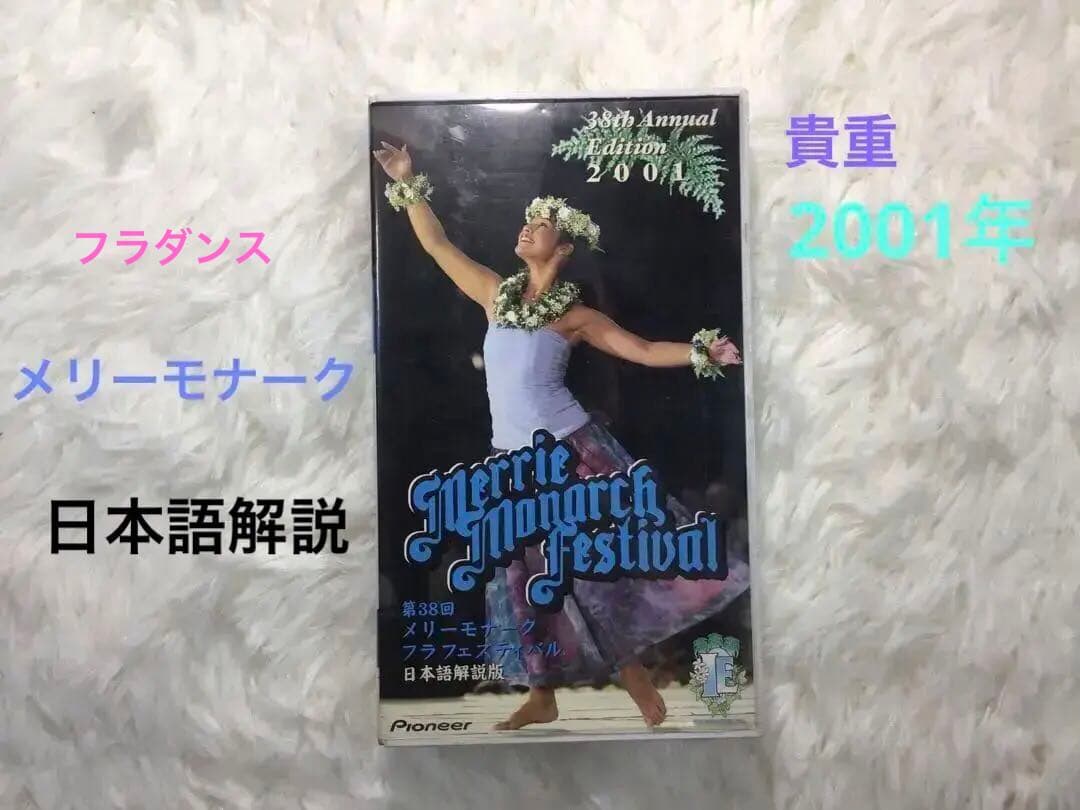 貴重
2001年
フラダンス
メリーモナーク
日本語解説
38th Annual
Edition
2001
Merrie
Monarch
Festival
第38回
メリーモナーク
フラフェスティバル
日本語解説版
IE
Pioneer